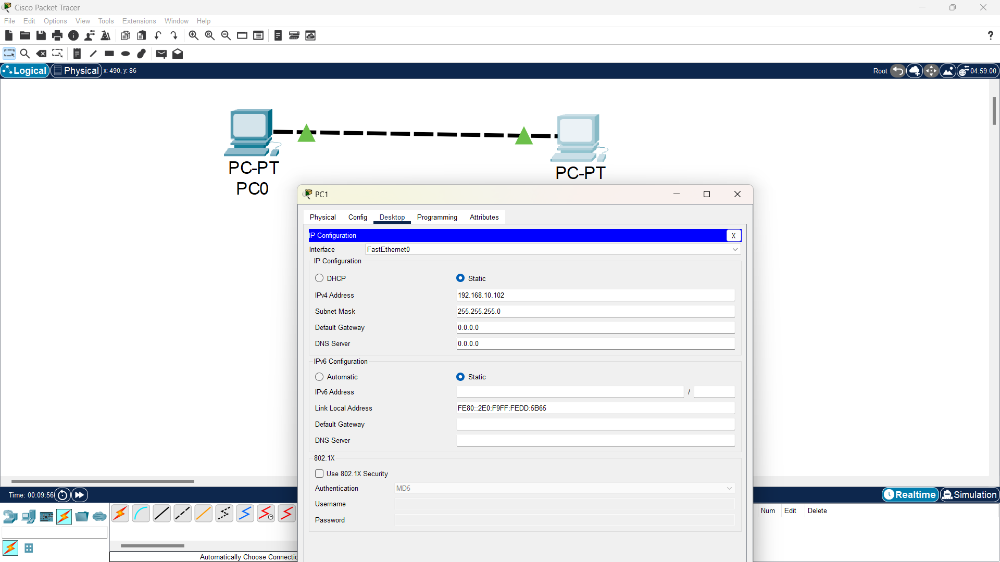 Cisco Packet Tracer
File Edit Options View Tools Extensions Window Help
?
Logical Physical x: 490, y: 86 Root 04:59:00
PC-PT
PC0
PC-PT
PC1
Physical Config Desktop Programming Attributes
IP Configuration X
Interface FastEthernet0
IP Configuration
DHCP Static
IPv4 Address 192.168.10.102
Subnet Mask 255.255.255.0
Default Gateway 0.0.0.0
DNS Server 0.0.0.0
IPv6 Configuration
Automatic Static
IPv6 Address /
Link Local Address FE80::2E0:F9FF:FEDD:5B65
Default Gateway
DNS Server
802.1X
Use 802.1X Security
Authentication MD5
Username
Password
Time: 00:09:56 Realtime Simulation
Num Edit Delete
Automatically Choose Connectio